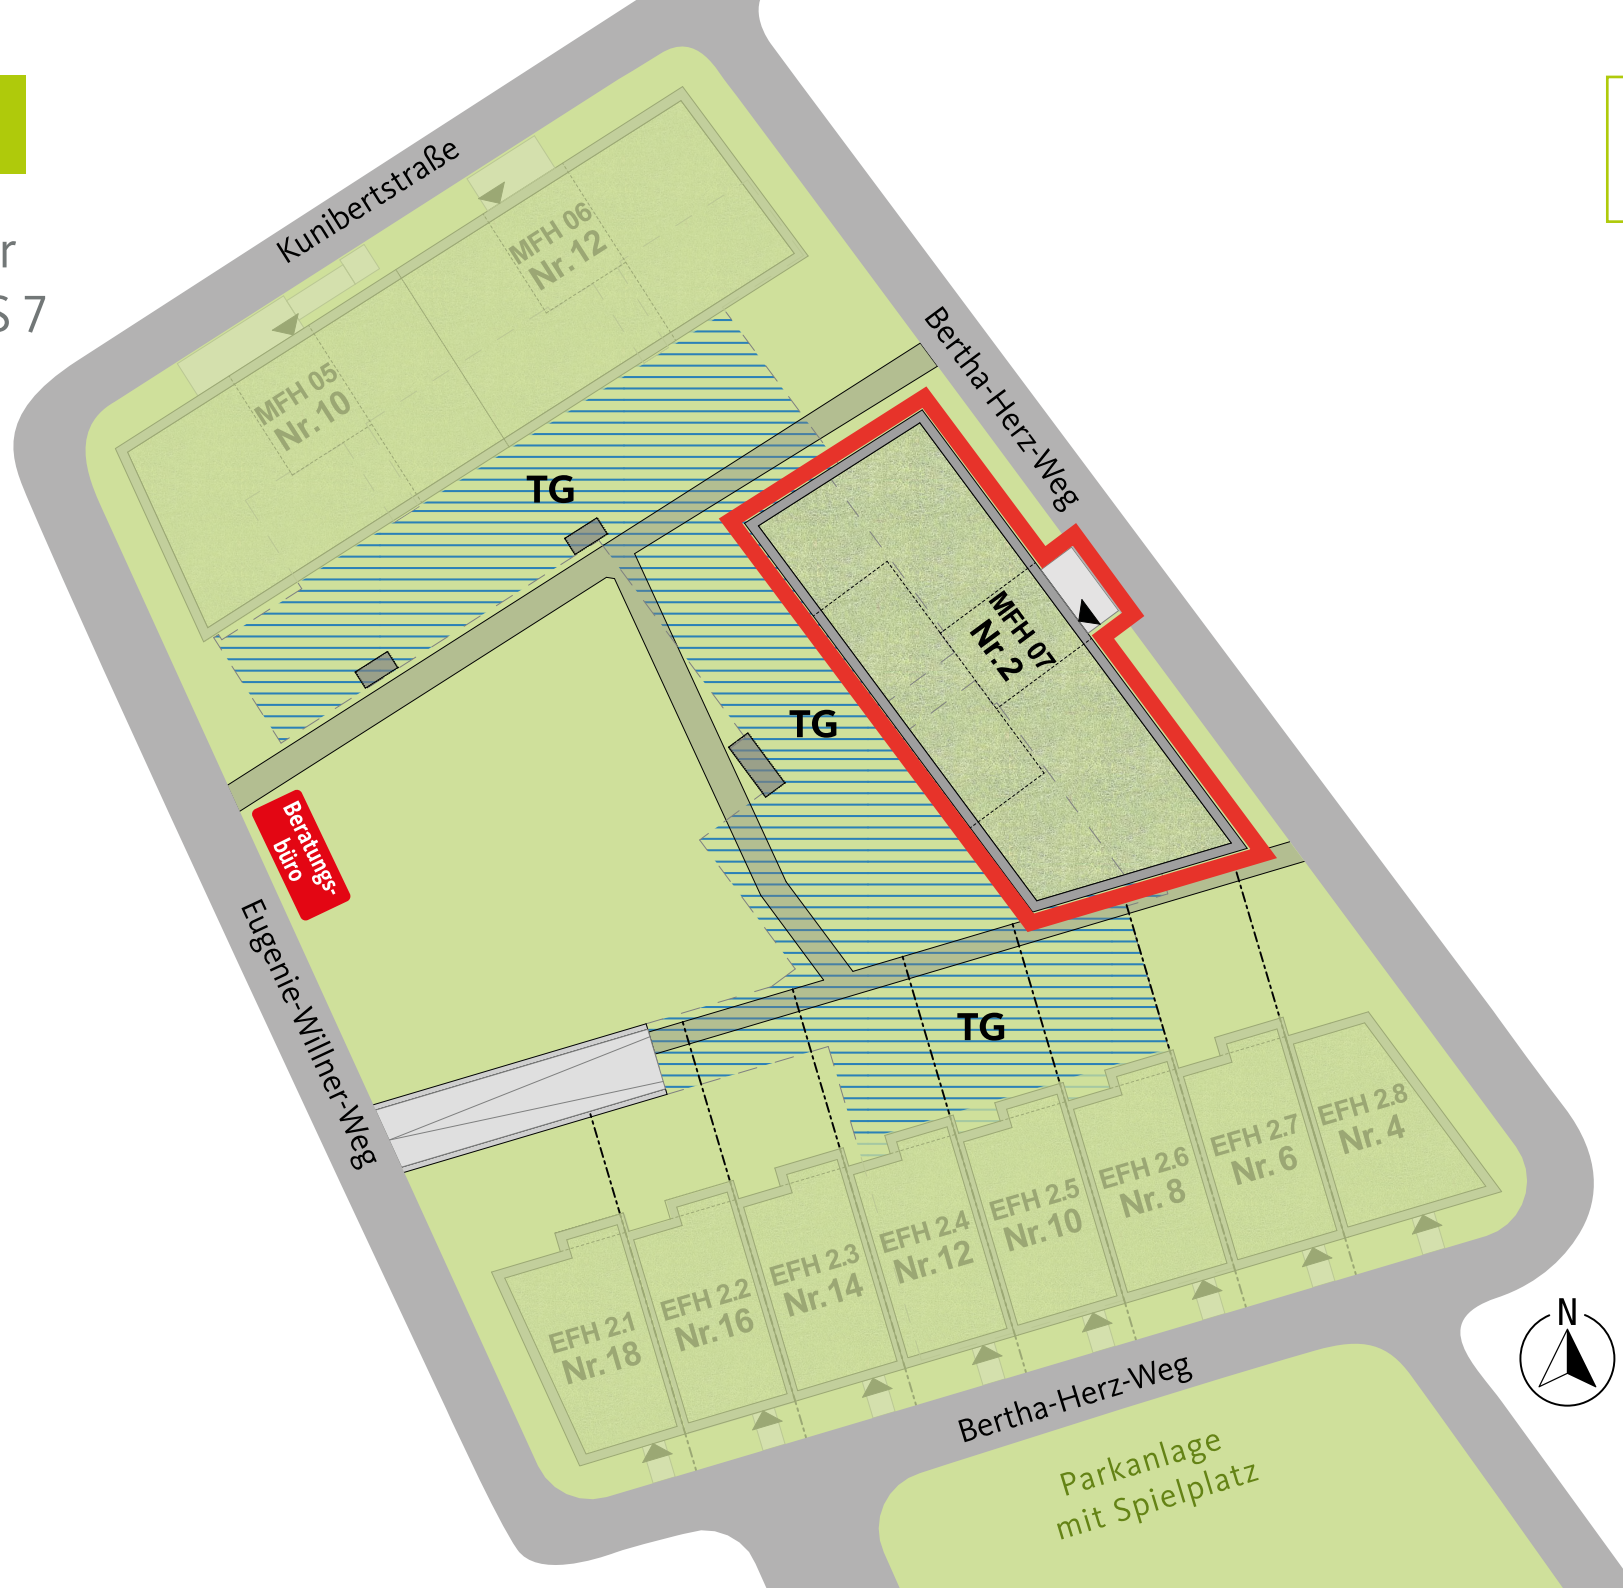 r
S 7
Kunibertstraße
MFH 06
Nr. 12
MFH 05
Nr. 10
Bertha-Herz-Weg
TG
MFH 07
Nr. 2
TG
Beratungs-
büro
Eugenie-Willner-Weg
TG
EFH 2.8
Nr. 4
EFH 2.7
Nr. 6
EFH 2.6
Nr. 8
EFH 2.5
Nr. 10
EFH 2.4
Nr. 12
EFH 2.3
Nr. 14
EFH 2.2
Nr. 16
EFH 2.1
Nr. 18
N
Bertha-Herz-Weg
Parkanlage
mit Spielplatz